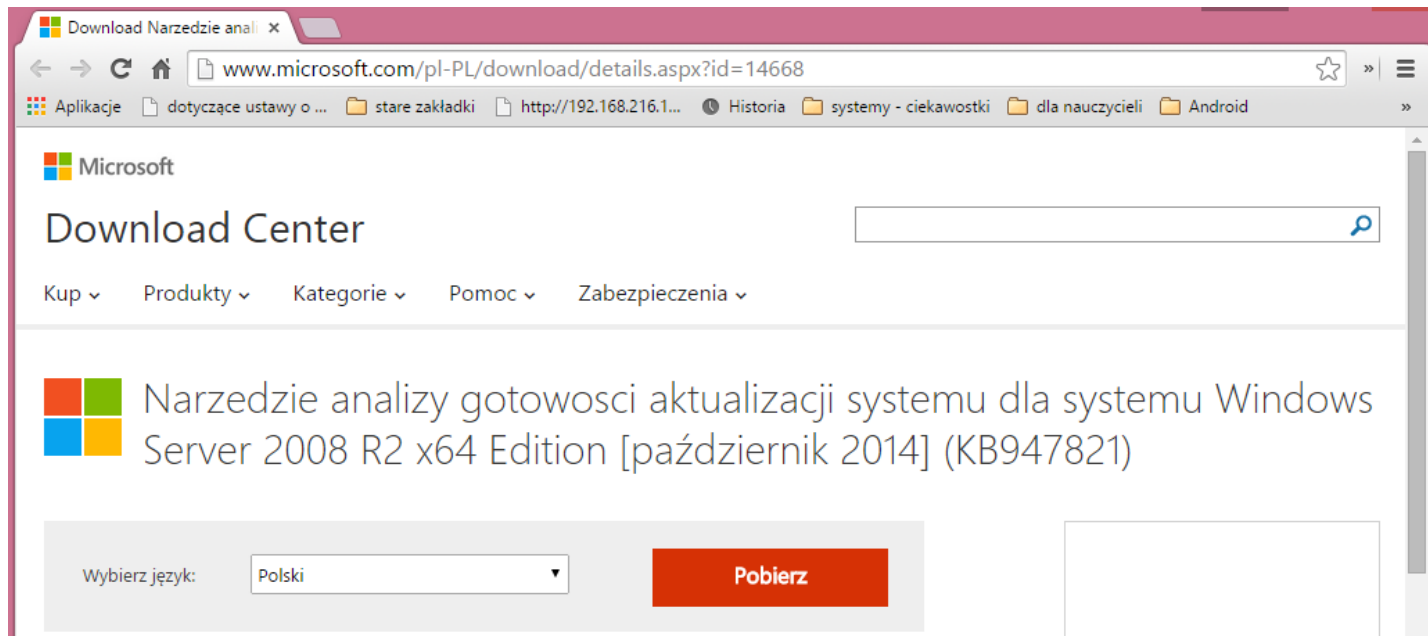 Download Narzedzie anali
www.microsoft.com/pl-PL/download/details.aspx?id=14668
Aplikacje dotyczące ustawy o ... stare zakładki http://192.168.216.1... Historia systemy - ciekawostki dla nauczycieli Android »
Microsoft
Download Center
Kup Produkty Kategorie Pomoc Zabezpieczenia
Narzedzie analizy gotowosci aktualizacji systemu dla systemu Windows
Server 2008 R2 x64 Edition [październik 2014] (KB947821)
Wybierz język: Polski Pobierz